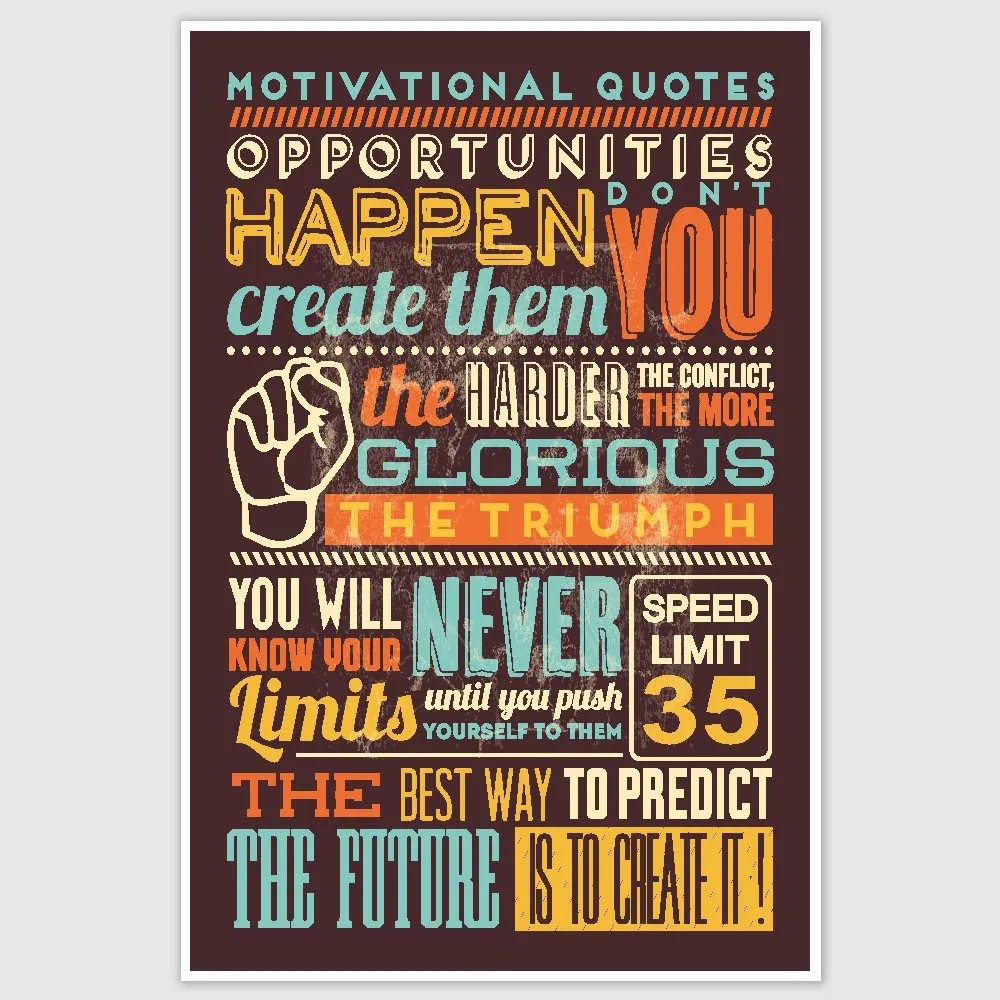 MOTIVATIONAL QUOTES
OPPORTUNITIES
DON'T
HAPPEN
YOU
create them
the HARDER THE CONFLICT,
THE MORE
GLORIOUS
THE TRIUMPH
YOU WILL NEVER
KNOW YOUR
Limits until you push
YOURSELF TO THEM
SPEED
LIMIT
35
THE BEST WAY TO PREDICT
THE FUTURE IS TO CREATE IT!